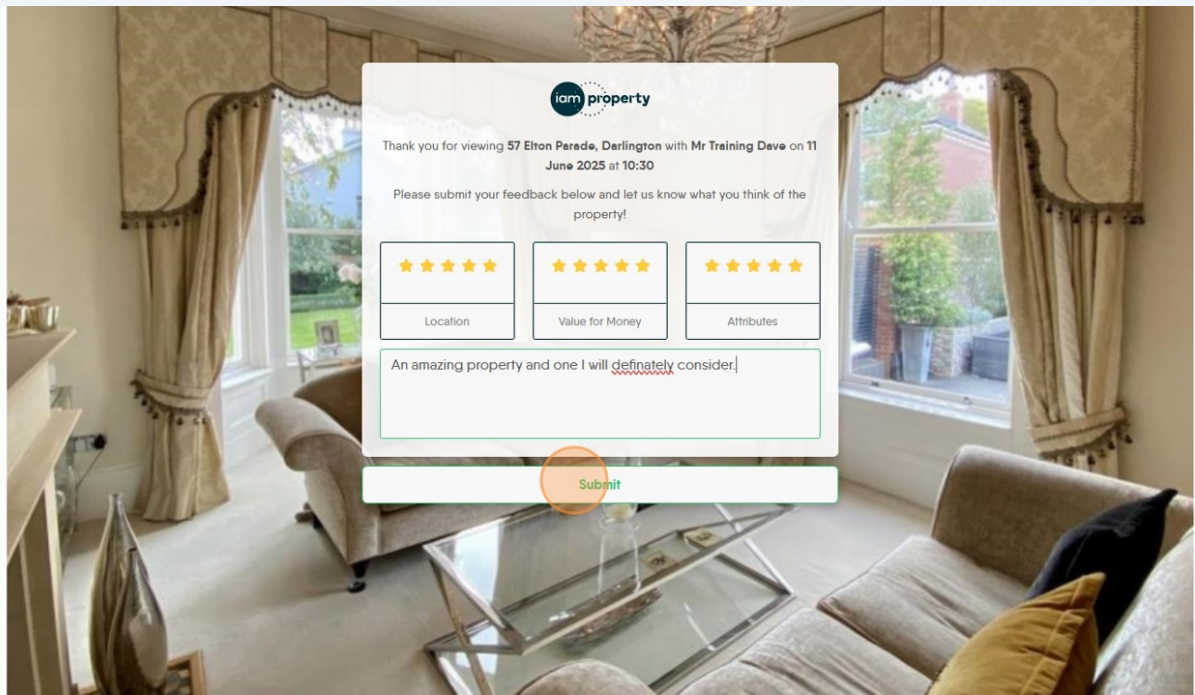 iam property
Thank you for viewing 57 Elton Parade, Darlington with Mr Training Dave on 11
June 2025 at 10:30
Please submit your feedback below and let us know what you think of the
property!
Location Value for Money Attributes
An amazing property and one I will definately consider.
Submit